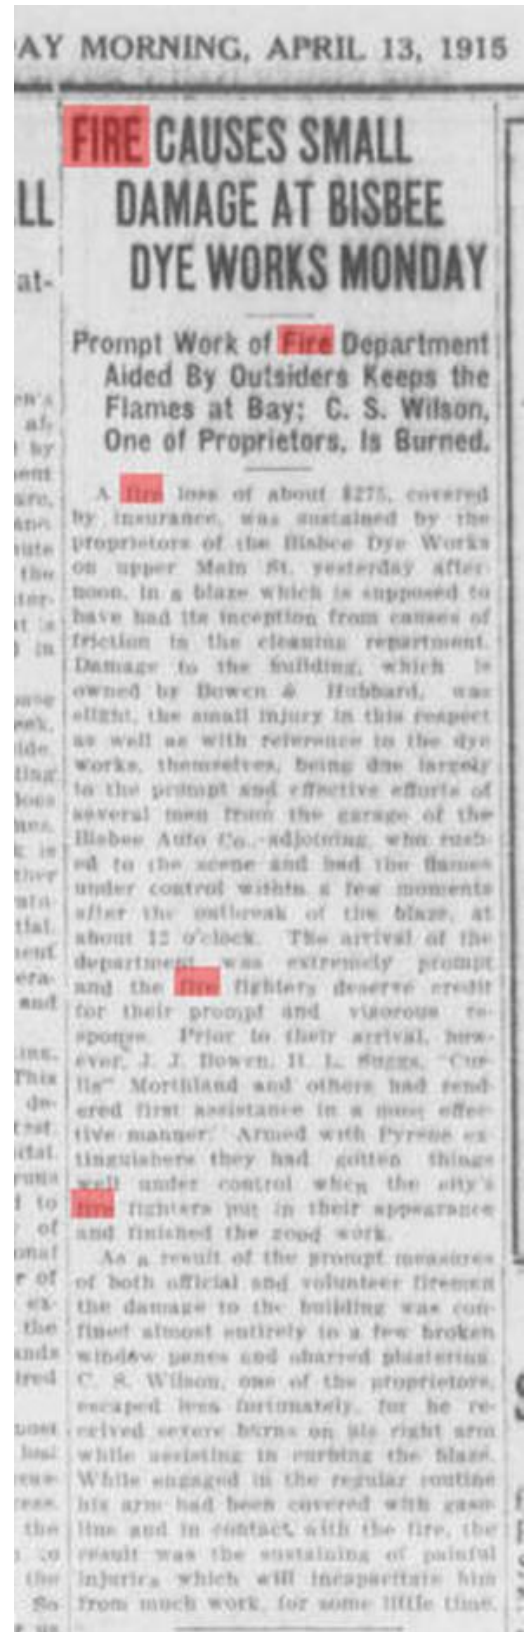 AY MORNING, APRIL 13, 1915
FIRE CAUSES SMALL
DAMAGE AT BISBEE
DYE WORKS MONDAY
Prompt Work of Fire Department
Aided By Outsiders Keeps the
Flames at Bay; C. S. Wilson,
One of Proprietors, Is Burned.
A fire loss of about $275, covered
by insurance, was sustained by the
proprietors of the Bisbee Dye Works
on upper Main St. yesterday after-
noon, in a blaze which is supposed to
have had its inception from causes of
friction in the cleaning repartment.
Damage to the building, which is
owned by Bowen & Hubbard, was
slight, the small injury in this respect
as well as with reference to the dye
works, themselves, being due largely
to the prompt and effective efforts of
several men from the garage of the
Bisbee Auto Co., adjoining, who rush-
ed to the scene and had the flames
under control within a few moments
after the outbreak of the blaze, at
about 12 o'clock. The arrival of the
department was extremely prompt
and the fire fighters deserve credit
for their prompt and vigorous re-
sponse. Prior to their arrival, how-
ever, J. J. Bowen, H. L. Suggs, "Cur-
lis" Morthland and others had rend-
ered first assistance in a most effec-
tive manner. Armed with Pyrene ex-
tinguishers they had gotten things
well under control when the city's
fire fighters put in their appearance
and finished the good work.
As a result of the prompt measures
of both official and volunteer firemen
the damage to the building was con-
fined almost entirely to a few broken
window panes and charred plastering.
C. S. Wilson, one of the proprietors,
escaped less fortunately, for he re-
ceived severe burns on his right arm
while assisting in curbing the blaze.
While engaged in the regular routine
his arm had been covered with gaso-
line and in contact with the fire, the
result was the sustaining of painful
injuries which will incapacitate him
from much work, for some little time.